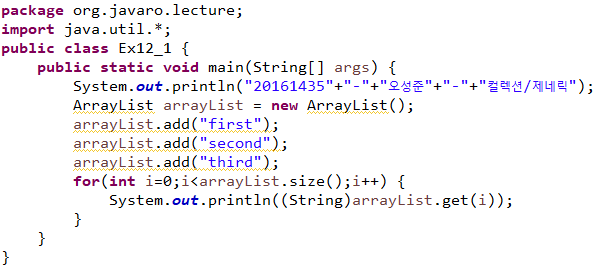 package org.javaro.lecture;
import java.util.*;
public class Ex12_1 {
    public static void main(String[] args) {
        System.out.println("20161435"+"-"+"오성준"+"-"+"컬렉션/제네릭");
        ArrayList arrayList = new ArrayList();
        arrayList.add("first");
        arrayList.add("second");
        arrayList.add("third");
        for(int i=0;i<arrayList.size();i++) {
            System.out.println((String)arrayList.get(i));
        }
    }
}